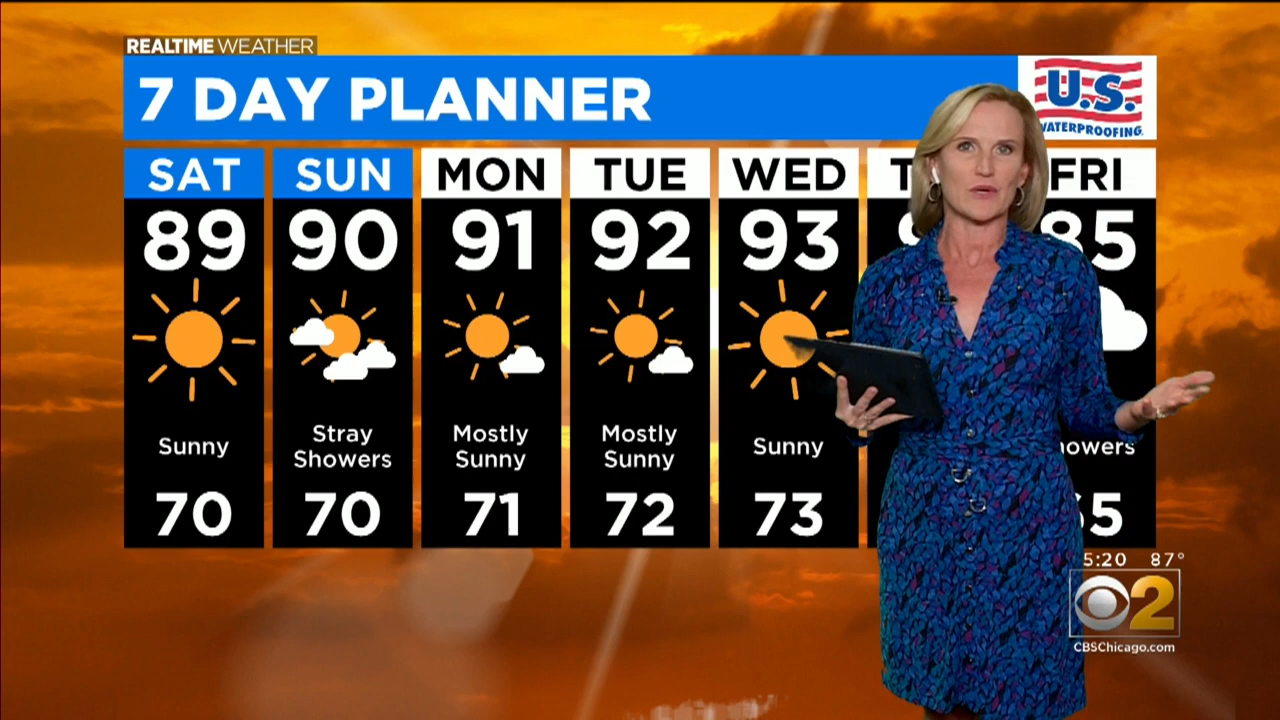 REALTIME WEATHER
7 DAY PLANNER
U.S.
WATERPROOFING
SAT SUN MON TUE WED T FRI
89 90 91 92 93 85
Sunny
Stray
Showers
Mostly
Sunny
Mostly
Sunny
Sunny
howers
70 70 71 72 73 65
5:20 87°
2
CBSChicago.com